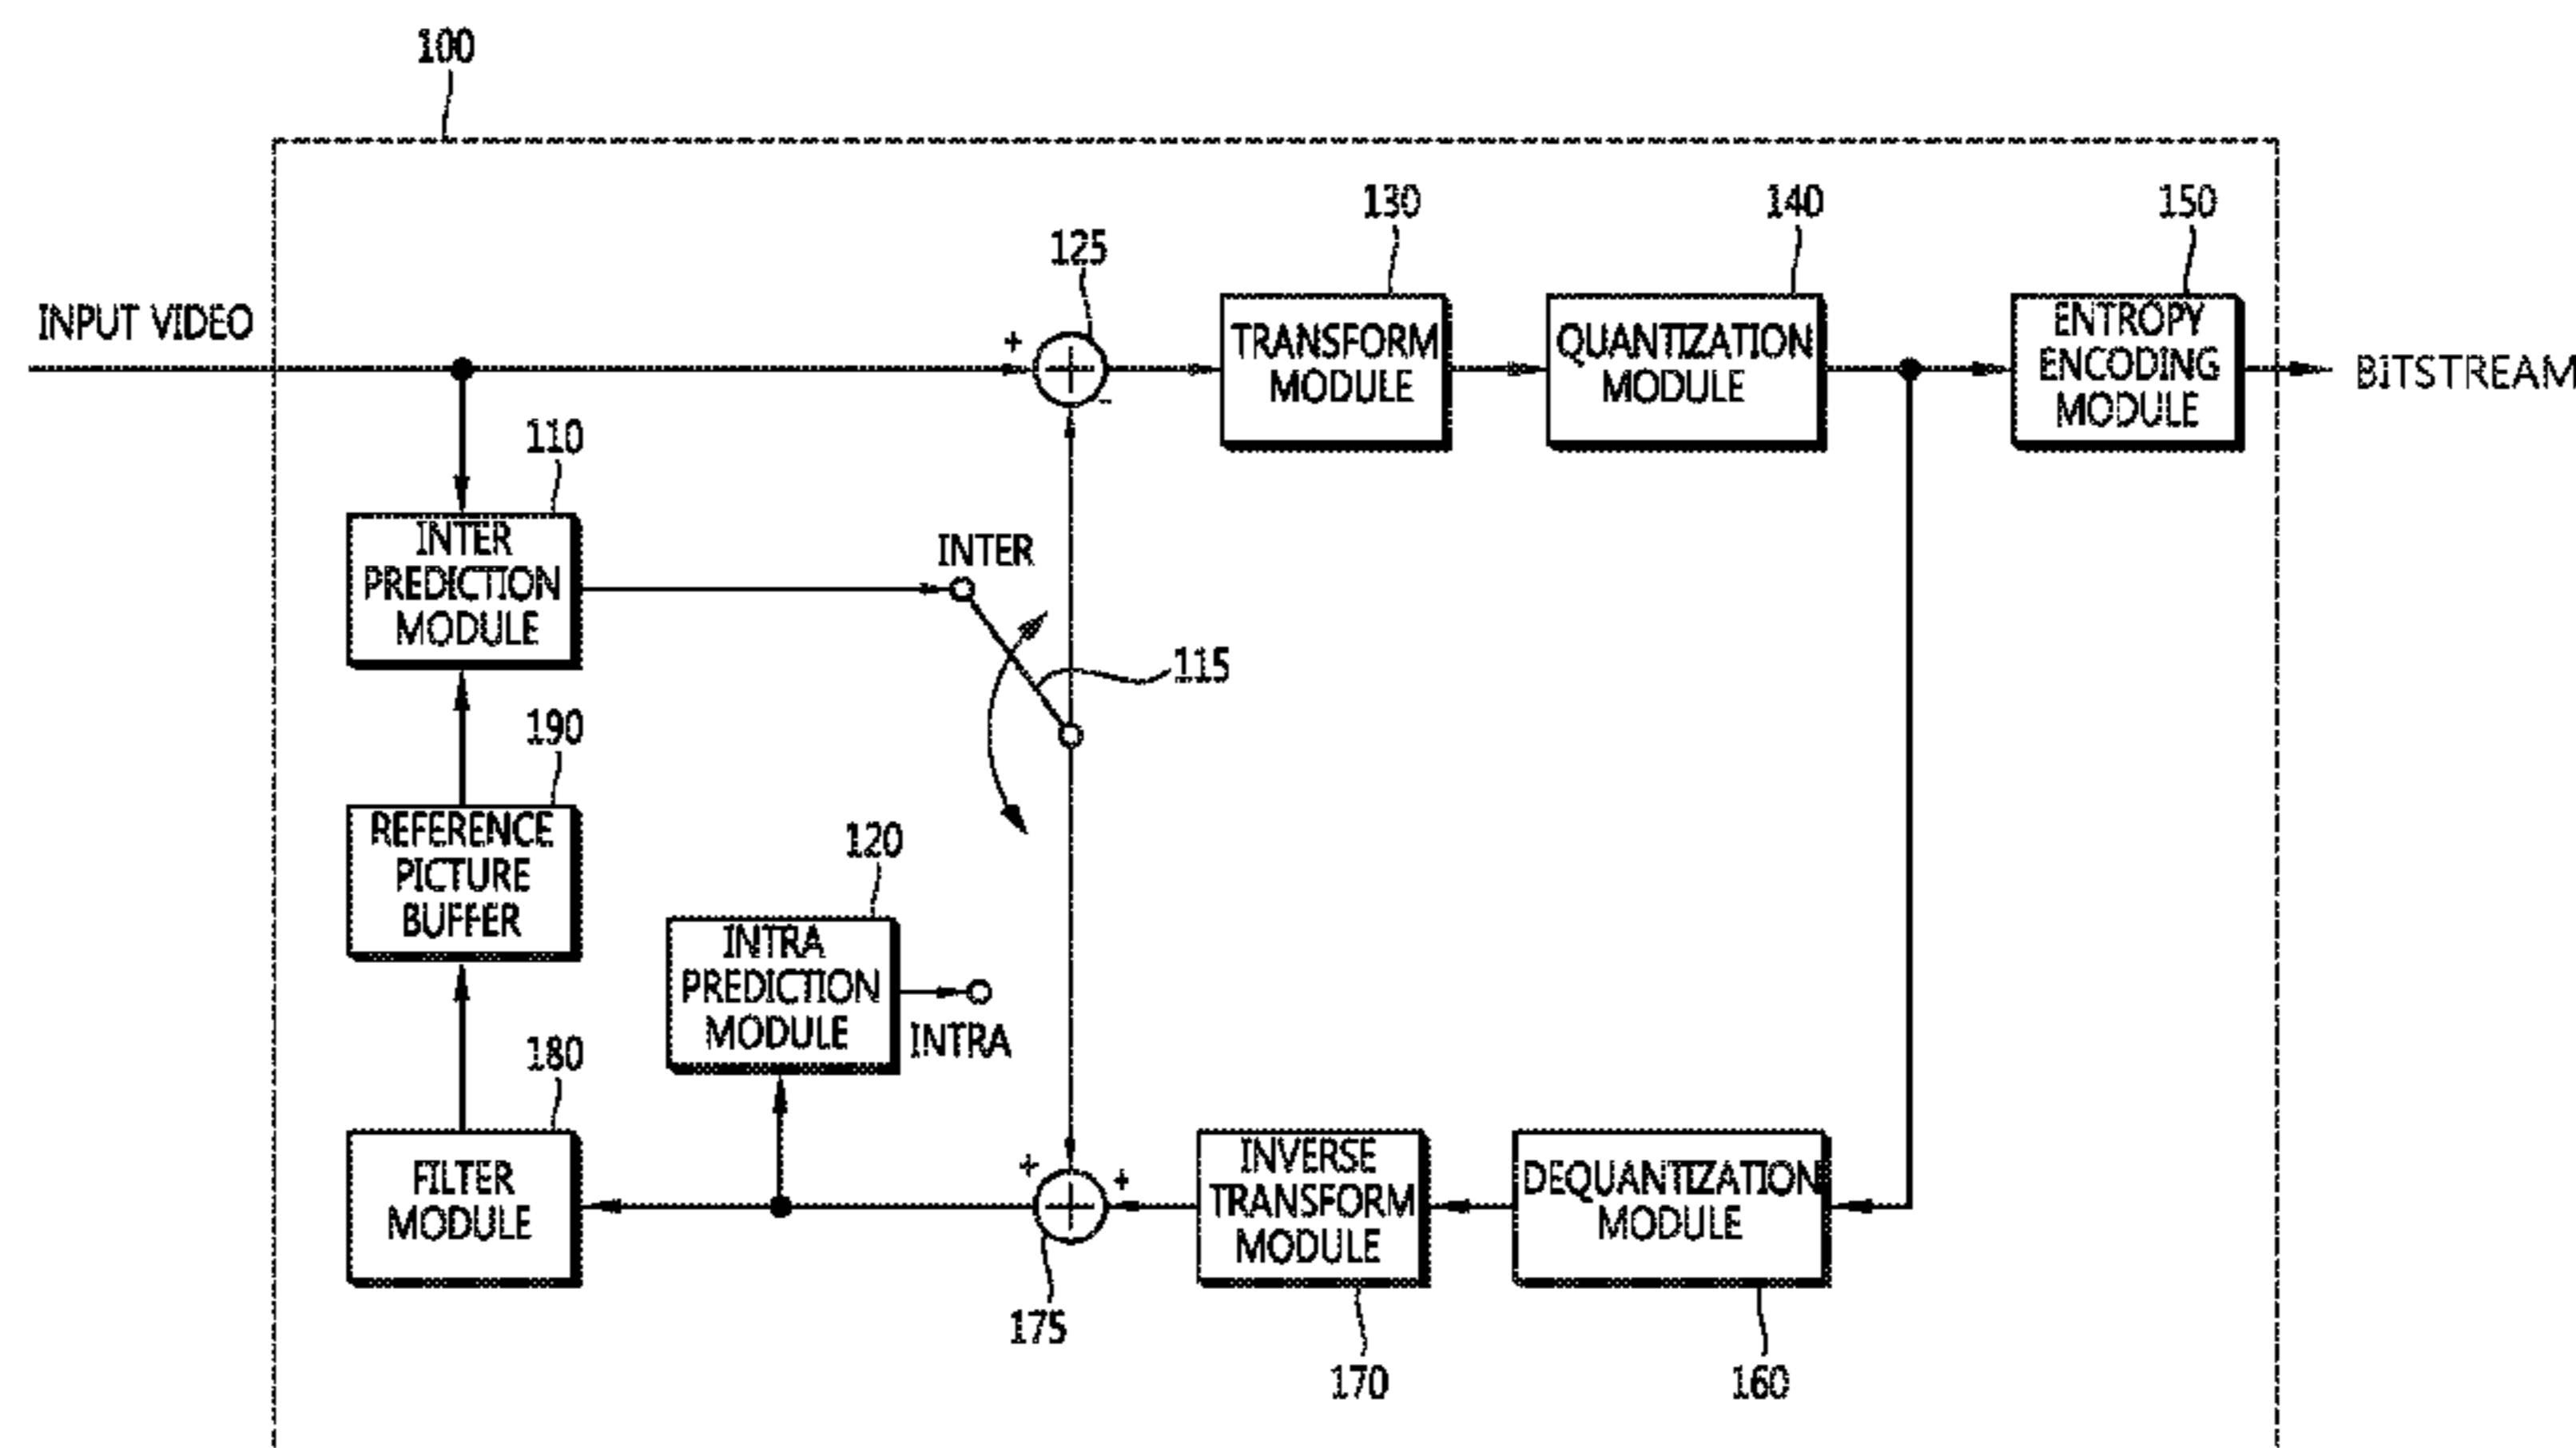 100
125
130
140
150
INPUT VIDEO
+
-
TRANSFORM
MODULE
QUANTIZATION
MODULE
ENTROPY
ENCODING
MODULE
BITSTREAM
110
INTER
PREDICTION
MODULE
INTER
115
190
REFERENCE
PICTURE
BUFFER
120
INTRA
PREDICTION
MODULE
INTRA
180
FILTER
MODULE
+
+
175
INVERSE
TRANSFORM
MODULE
170
DEQUANTIZATION
MODULE
160